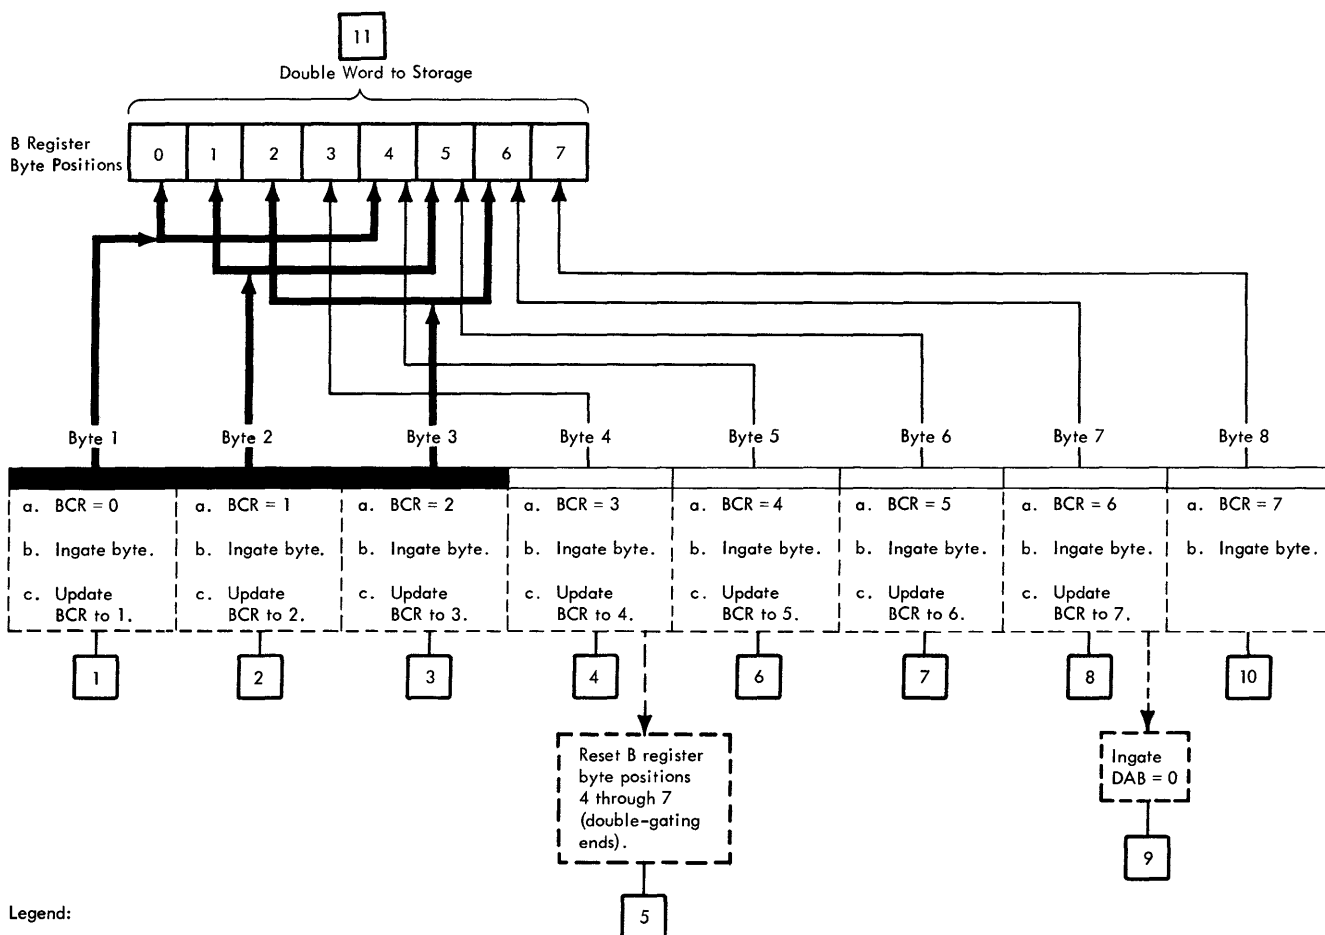 11
Double Word to Storage
B Register
Byte Positions
0 1 2 3 4 5 6 7
Byte 1 Byte 2 Byte 3 Byte 4 Byte 5 Byte 6 Byte 7 Byte 8
a. BCR = 0
b. Ingate byte.
c. Update
BCR to 1.
a. BCR = 1
b. Ingate byte.
c. Update
BCR to 2.
a. BCR = 2
b. Ingate byte.
c. Update
BCR to 3.
a. BCR = 3
b. Ingate byte.
c. Update
BCR to 4.
a. BCR = 4
b. Ingate byte.
c. Update
BCR to 5.
a. BCR = 5
b. Ingate byte.
c. Update
BCR to 6.
a. BCR = 6
b. Ingate byte.
c. Update
BCR to 7.
a. BCR = 7
b. Ingate byte.
1 2 3 4 6 7 8 10
Reset B register
byte positions
4 through 7
(double-gating
ends).
Ingate
DAB = 0
9
5
Legend: